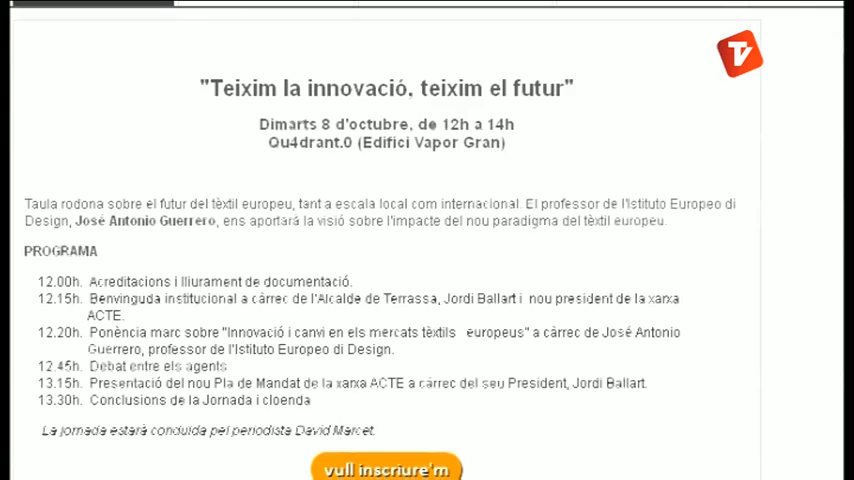 TV
"Teixim la innovació, teixim el futur"
Dimarts 8 d'octubre, de 12h a 14h
Qu4drant.0 (Edifici Vapor Gran)
Taula rodona sobre el futur del tèxtil europeu, tant a escala local com internacional. El professor de l'Istituto Europeo di
Design, José Antonio Guerrero, ens aportarà la visió sobre l'impacte del nou paradigma del tèxtil europeu.
PROGRAMA
12.00h. Acreditacions i lliurament de documentació.
12.15h. Benvinguda institucional a càrrec de l'Alcalde de Terrassa, Jordi Ballart i nou president de la xarxa
ACTE.
12.20h. Ponència marc sobre "Innovació i canvi en els mercats tèxtils europeus" a càrrec de José Antonio
Guerrero, professor de l'Istituto Europeo di Design.
12.45h. Debat entre els agents
13.15h. Presentació del nou Pla de Mandat de la xarxa ACTE a càrrec del seu President, Jordi Ballart.
13.30h. Conclusions de la Jornada i cloenda
La jornada estarà conduïda pel periodista David Marcet.
vull inscriure'm